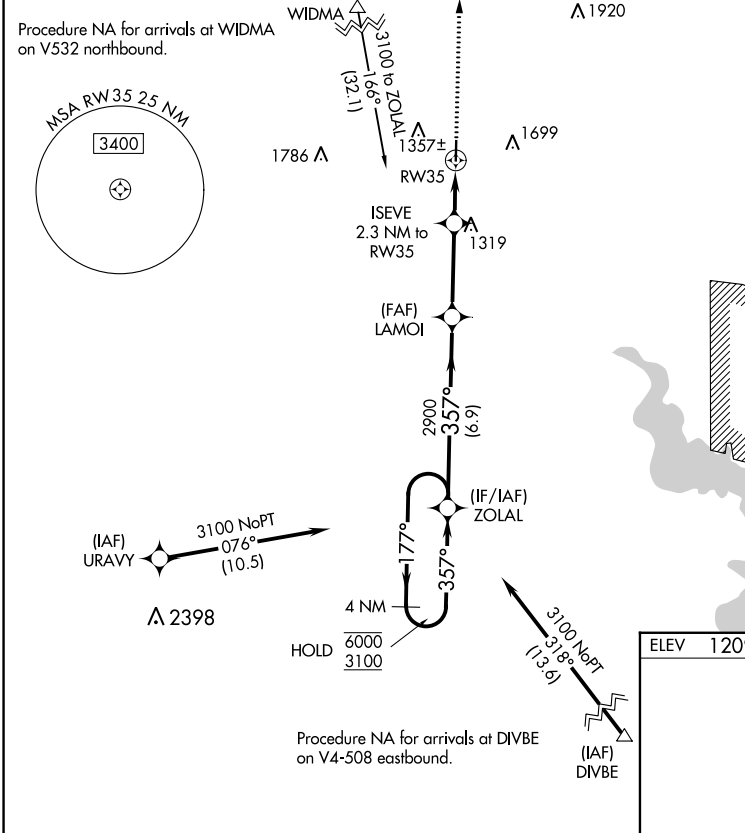 Procedure NA for arrivals at WIDMA
on V532 northbound.
MSA RW35 25 NM
3400
WIDMA
3100 to ZOLAL
166°
(32.1)
1920
1786
1357±
1699
RW35
ISEVE
2.3 NM to
RW35
1319
(FAF)
LAMOI
2900
357°
(6.9)
(IF/IAF)
ZOLAL
177°
357°
(IAF)
URAVY
3100 NoPT
076°
(10.5)
2398
4 NM
HOLD
6000
3100
3100 NoPT
318°
(13.6)
(IAF)
DIVBE
Procedure NA for arrivals at DIVBE
on V4-508 eastbound.
ELEV 120